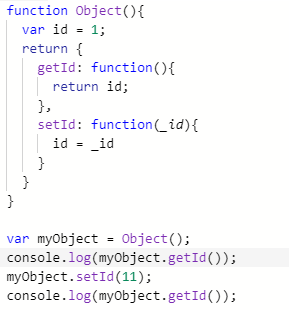 function Object(){
  var id = 1;
  return {
    getId: function(){
      return id;
    },
    setId: function(_id){
      id = _id
    }
  }
}

var myObject = Object();
console.log(myObject.getId());
myObject.setId(11);
console.log(myObject.getId());